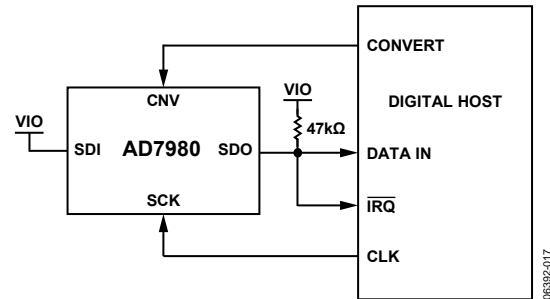 CONVERT
VIO
CNV
VIO
DIGITAL HOST
47kΩ
SDI
AD7980
SDO
DATA IN
SCK
IRQ
CLK
06392-017